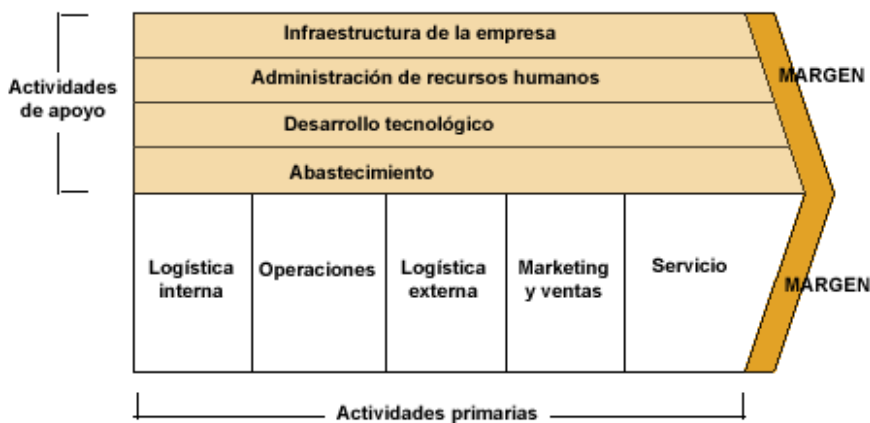 Infraestructura de la empresa
Administración de recursos humanos
MARGEN
Actividades
de apoyo
Desarrollo tecnológico
Abastecimiento
Logística
interna
Operaciones
Logística
externa
Marketing
y ventas
Servicio
MARGEN
Actividades primarias